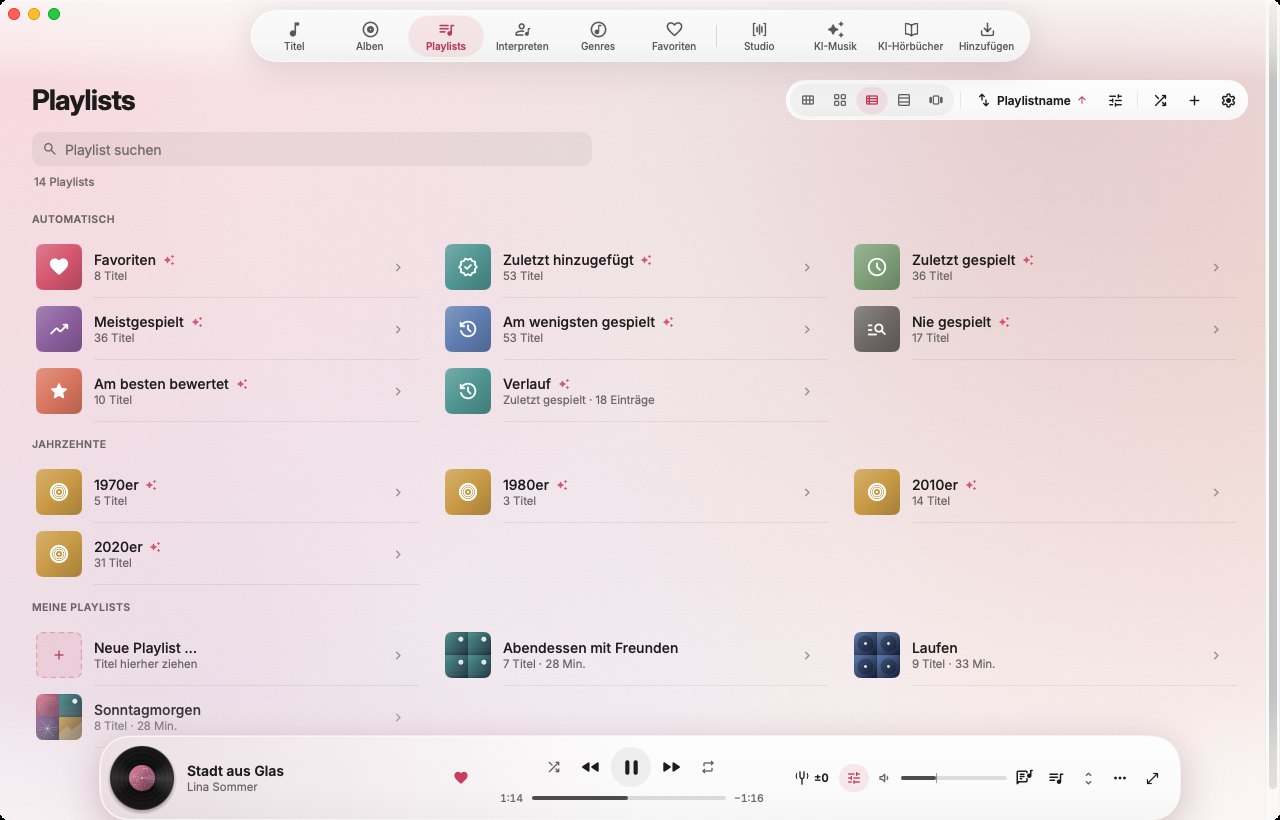 Titel
Alben
Playlists
Interpreten
Genres
Favoriten
Studio
KI-Musik
KI-Hörbücher
Hinzufügen
Playlists
Playlistname
Playlist suchen
14 Playlists
AUTOMATISCH
Favoriten
8 Titel
Zuletzt hinzugefügt
53 Titel
Zuletzt gespielt
36 Titel
Meistgespielt
36 Titel
Am wenigsten gespielt
53 Titel
Nie gespielt
17 Titel
Am besten bewertet
10 Titel
Verlauf
Zuletzt gespielt · 18 Einträge
JAHRZEHNTE
1970er
5 Titel
1980er
3 Titel
2010er
14 Titel
2020er
31 Titel
MEINE PLAYLISTS
Neue Playlist ...
Titel hierher ziehen
Abendessen mit Freunden
7 Titel · 28 Min.
Laufen
9 Titel · 33 Min.
Sonntagmorgen
8 Titel · 28 Min.
Stadt aus Glas
Lina Sommer
1:14
−1:16
±0